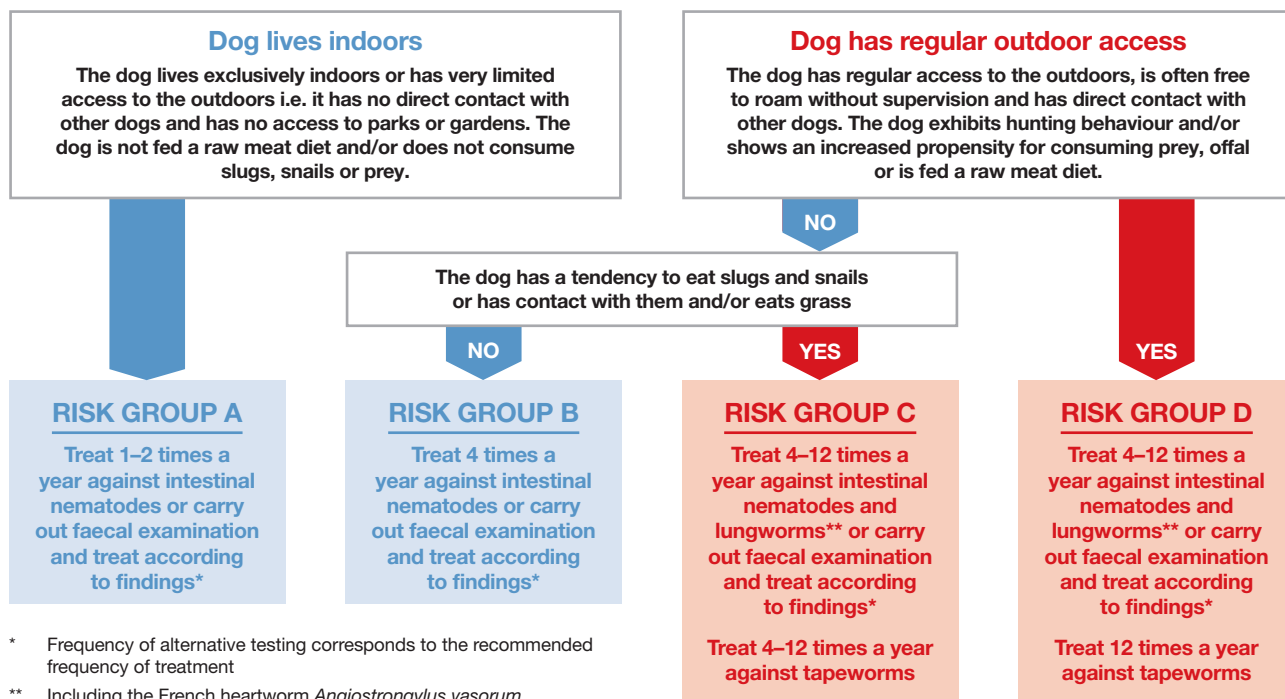 Dog lives indoors
The dog lives exclusively indoors or has very limited
access to the outdoors i.e. it has no direct contact with
other dogs and has no access to parks or gardens. The
dog is not fed a raw meat diet and/or does not consume
slugs, snails or prey.
Dog has regular outdoor access
The dog has regular access to the outdoors, is often free
to roam without supervision and has direct contact with
other dogs. The dog exhibits hunting behaviour and/or
shows an increased propensity for consuming prey, offal
or is fed a raw meat diet.
NO
The dog has a tendency to eat slugs and snails
or has contact with them and/or eats grass
NO
YES
YES
RISK GROUP A
Treat 1–2 times a
year against intestinal
nematodes or carry
out faecal examination
and treat according
to findings*
RISK GROUP B
Treat 4 times a
year against intestinal
nematodes or carry
out faecal examination
and treat according
to findings*
RISK GROUP C
Treat 4–12 times a
year against intestinal
nematodes and
lungworms** or carry
out faecal examination
and treat according
to findings*
Treat 4–12 times a year
against tapeworms
RISK GROUP D
Treat 4–12 times a
year against intestinal
nematodes and
lungworms** or carry
out faecal examination
and treat according
to findings*
Treat 12 times a year
against tapeworms
* Frequency of alternative testing corresponds to the recommended
frequency of treatment
** Including the French heartworm Angiostrongylus vasorum